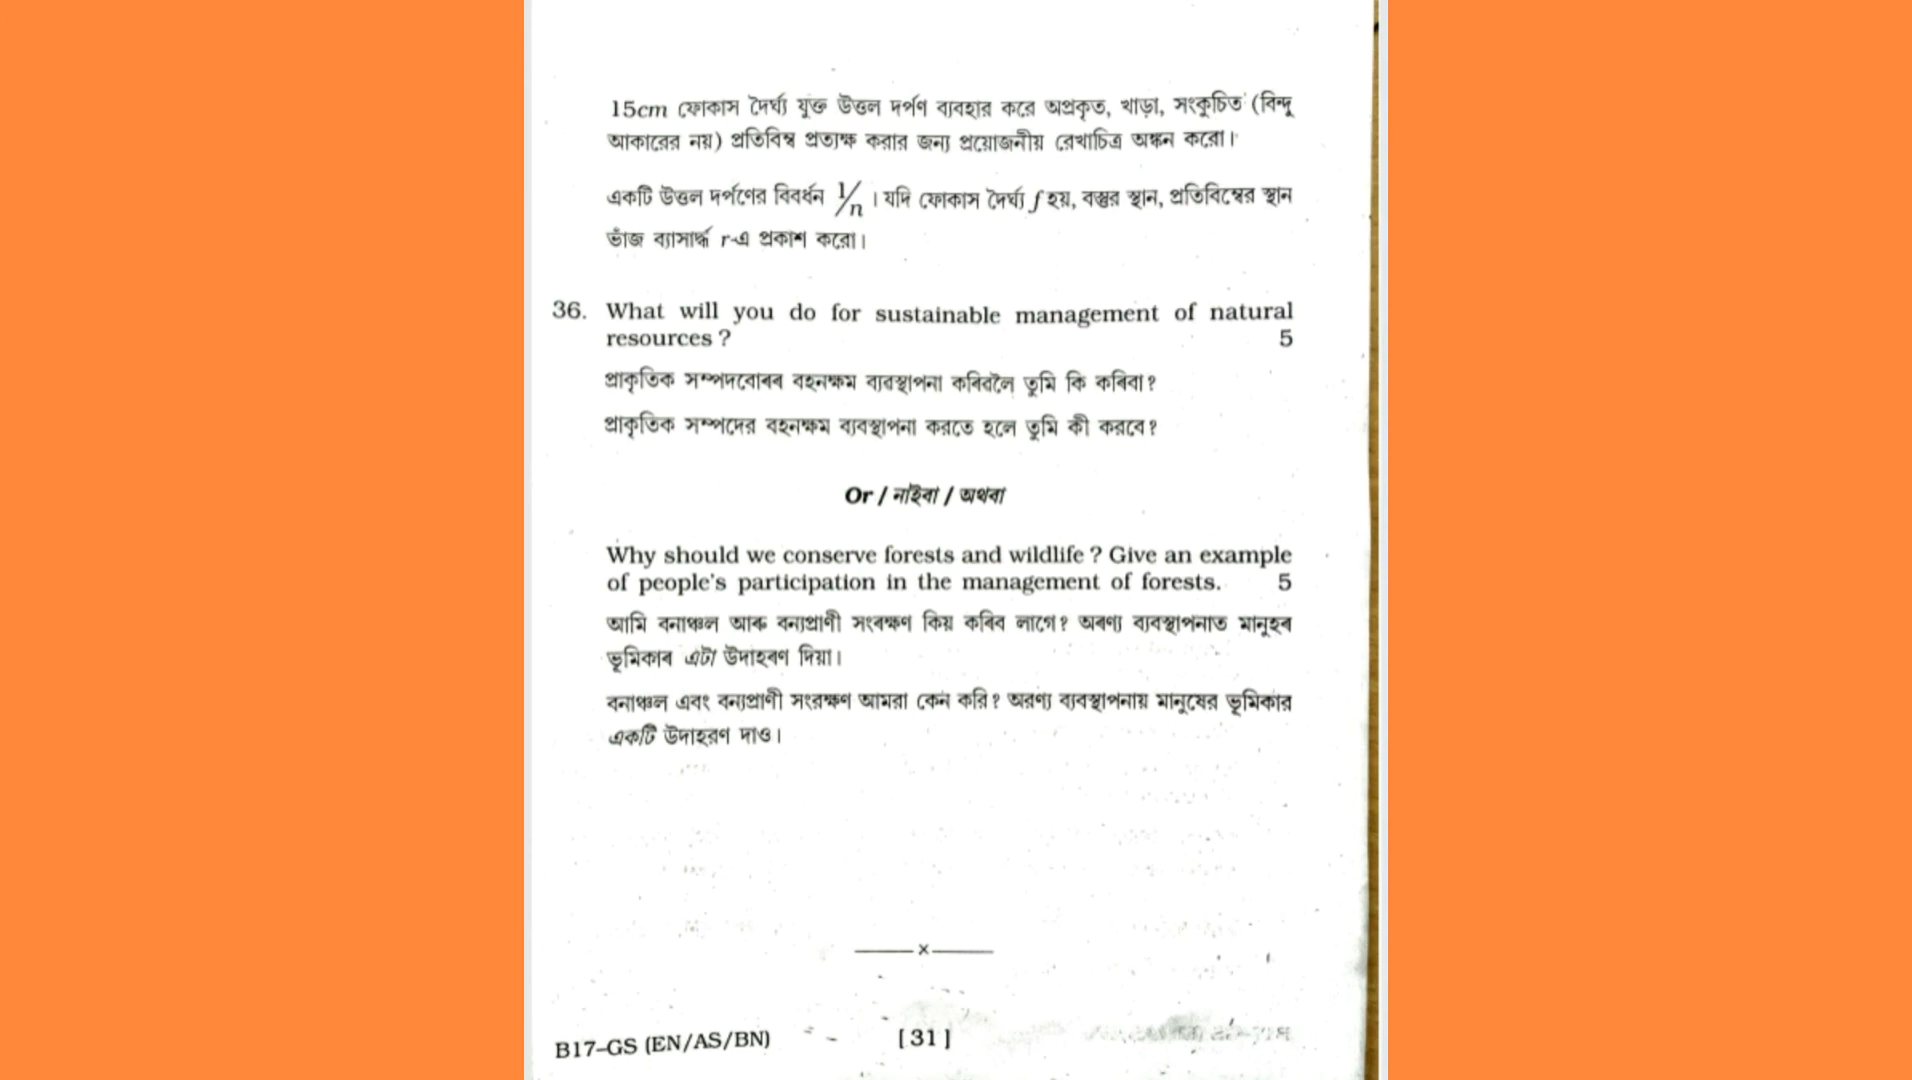 15cm ফোকাস দৈর্ঘ্য যুক্ত উত্তল দর্পণ ব্যবহার করে অপ্রকৃত, খাড়া, সংকুচিত (বিন্দু
আকারের নয়) প্রতিবিম্ব প্রত্যক্ষ করার জন্য প্রয়োজনীয় রেখাচিত্র অঙ্কন করো।
একটি উত্তল দর্পণের বিবর্ধন 1/n । যদি ফোকাস দৈর্ঘ্য f হয়, বস্তুর স্থান, প্রতিবিম্বের স্থান
ভাঁজ ব্যাসার্দ্ধ r-এ প্রকাশ করো।
36. What will you do for sustainable management of natural
resources ? 5
প্ৰাকৃতিক সম্পদবোৰৰ বহনক্ষম ব্যৱস্থাপনা কৰিবলৈ তুমি কি কৰিবা?
প্রাকৃতিক সম্পদের বহনক্ষম ব্যবস্থাপনা করতে হলে তুমি কী করবে?
Or / নাইবা / অথবা
Why should we conserve forests and wildlife ? Give an example
of people's participation in the management of forests. 5
আমি বনাঞ্চল আৰু বন্যপ্ৰাণী সংৰক্ষণ কিয় কৰিব লাগে? অৰণ্য ব্যবস্থাপনাত মানুহৰ
ভূমিকাৰ এটা উদাহৰণ দিয়া।
বনাঞ্চল এবং বন্যপ্রাণী সংরক্ষণ আমরা কেন করি? অরণ্য ব্যবস্থাপনায় মানুষের ভূমিকার
একটি উদাহরণ দাও।
x
B17–GS (EN/AS/BN) [ 31 ]